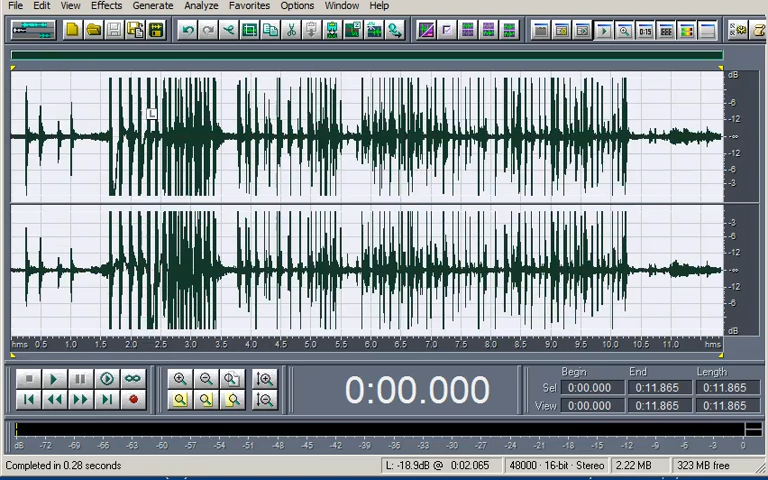 File Edit View Effects Generate Analyze Favorites Options Window Help
0:15
L
dB
-6
-12
-∞
-12
-6
-3
-3
-6
-12
-∞
-12
-6
dB
hms 0.5 1.0 1.5 2.0 2.5 3.0 3.5 4.0 4.5 5.0 5.5 6.0 6.5 7.0 7.5 8.0 8.5 9.0 9.5 10.0 10.5 11.0 hms
0:00.000
Begin End Length
Sel 0:00.000 0:11.865 0:11.865
View 0:00.000 0:11.865 0:11.865
dB -72 -69 -66 -63 -60 -57 -54 -51 -48 -45 -42 -39 -36 -33 -30 -27 -24 -21 -18 -15 -12 -9 -6 -3 0
Completed in 0.28 seconds L: -18.9dB @ 0:02.065 48000 · 16-bit · Stereo 2.22 MB 323 MB free